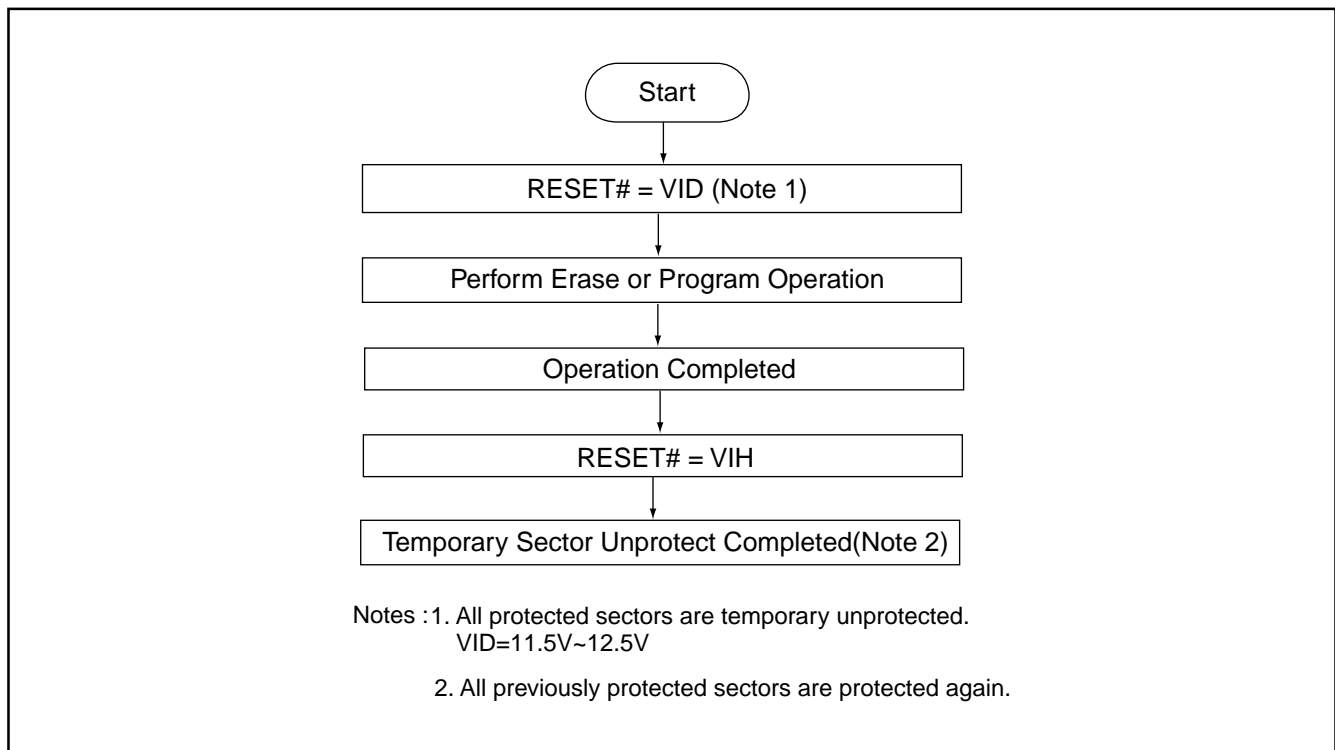 Start
RESET# = VID (Note 1)
Perform Erase or Program Operation
Operation Completed
RESET# = VIH
Temporary Sector Unprotect Completed(Note 2)
Notes : 1. All protected sectors are temporary unprotected.
VID=11.5V~12.5V
2. All previously protected sectors are protected again.